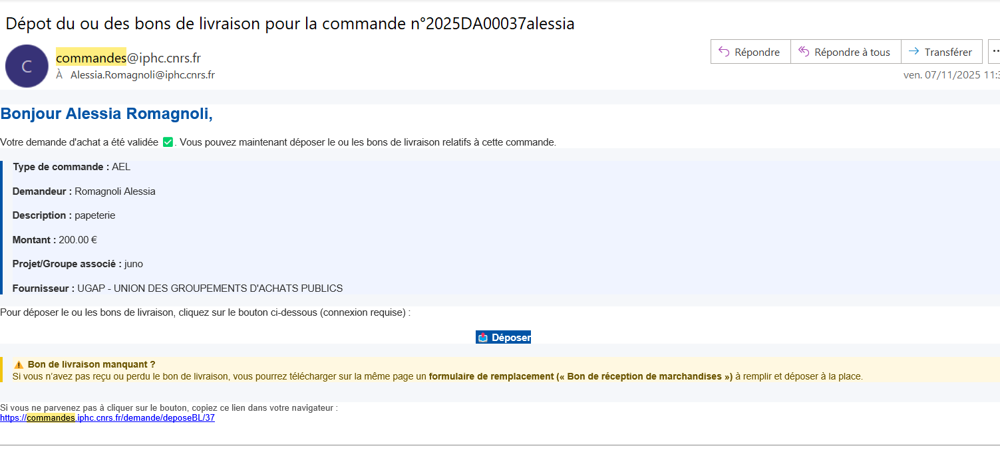 Dépot du ou des bons de livraison pour la commande n°2025DA00037alessia
C
commandes@iphc.cnrs.fr
À Alessia.Romagnoli@iphc.cnrs.fr
Répondre
Répondre à tous
Transférer
ven. 07/11/2025
Bonjour Alessia Romagnoli,
Votre demande d'achat a été validée ✅. Vous pouvez maintenant déposer le ou les bons de livraison relatifs à cette commande.
Type de commande : AEL
Demandeur : Romagnoli Alessia
Description : papeterie
Montant : 200.00 €
Projet/Groupe associé : juno
Fournisseur : UGAP - UNION DES GROUPEMENTS D'ACHATS PUBLICS
Pour déposer le ou les bons de livraison, cliquez sur le bouton ci-dessous (connexion requise) :
📤 Déposer
⚠️ Bon de livraison manquant ?
Si vous n’avez pas reçu ou perdu le bon de livraison, vous pourrez télécharger sur la même page un formulaire de remplacement (« Bon de réception de marchandises ») à remplir et déposer à la place.
Si vous ne parvenez pas à cliquer sur le bouton, copiez ce lien dans votre navigateur :
https://commandes.iphc.cnrs.fr/demande/deposeBL/37